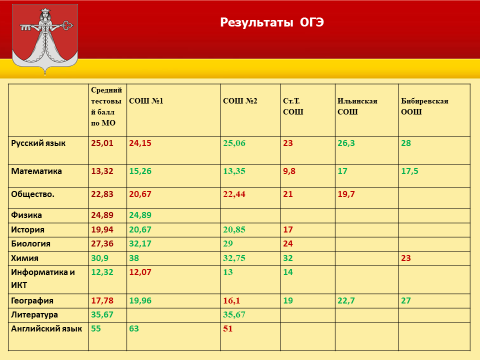 Результаты ОГЭ
Средний тестовый балл по МО СОШ №1 СОШ №2 Ст.Т. СОШ Ильинская СОШ Бибиревская ООШ
Русский язык 25,01 24,15 25,06 23 26,3 28
Математика 13,32 15,26 13,35 9,8 17 17,5
Общество. 22,83 20,67 22,44 21 19,7
Физика 24,89 24,89
История 19,94 20,67 20,85 17
Биология 27,36 32,17 29 24
Химия 30,9 38 32,75 32 23
Информатика и ИКТ 12,32 12,07 13 14
География 17,78 19,96 16,1 19 22,7 27
Литература 35,67 35,67
Английский язык 55 63 51